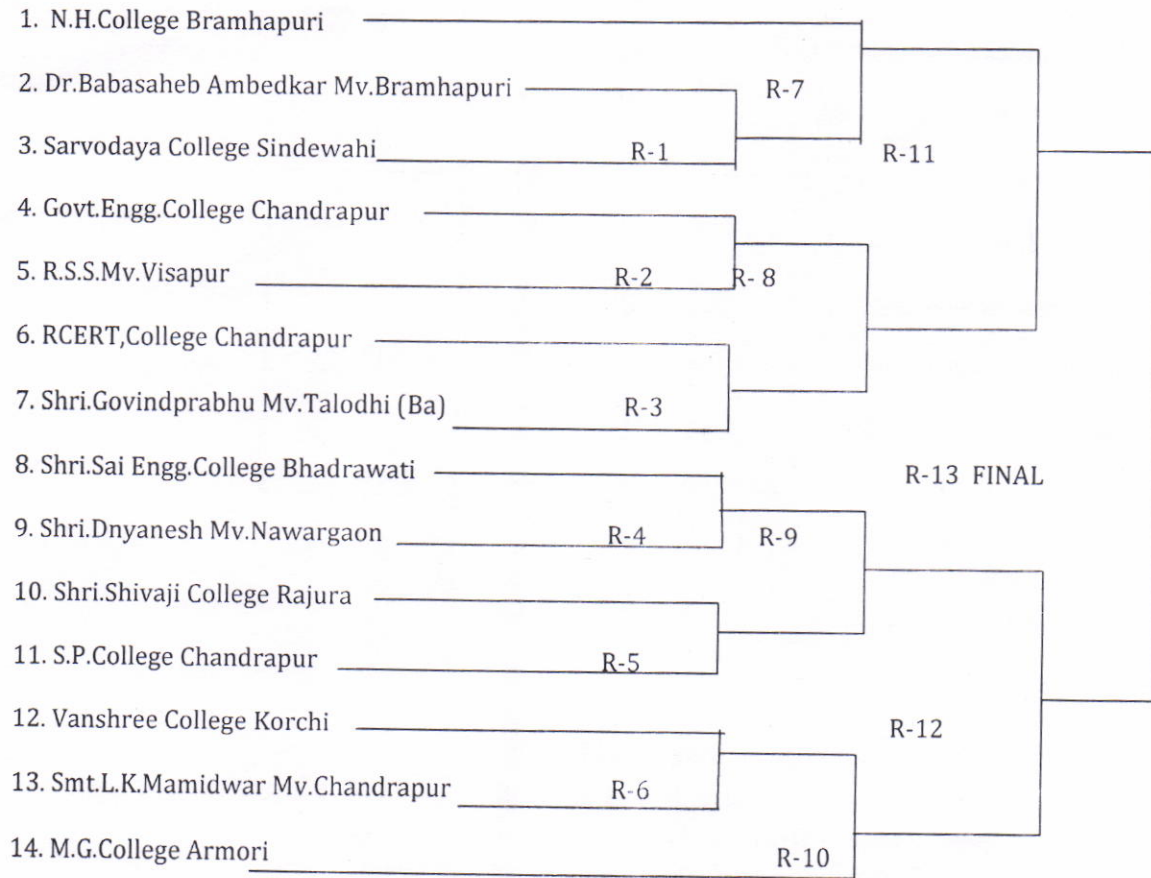 1. N.H.College Bramhapuri
R-7
2. Dr.Babasaheb Ambedkar Mv.Bramhapuri
3. Sarvodaya College Sindewahi
R-1
R-11
4. Govt.Engg.College Chandrapur
5. R.S.S.Mv.Visapur
R-2
R- 8
6. RCERT,College Chandrapur
7. Shri.Govindprabhu Mv.Talodhi (Ba)
R-3
8. Shri.Sai Engg.College Bhadrawati
R-13 FINAL
9. Shri.Dnyanesh Mv.Nawargaon
R-4
R-9
10. Shri.Shivaji College Rajura
11. S.P.College Chandrapur
R-5
12. Vanshree College Korchi
R-12
13. Smt.L.K.Mamidwar Mv.Chandrapur
R-6
14. M.G.College Armori
R-10